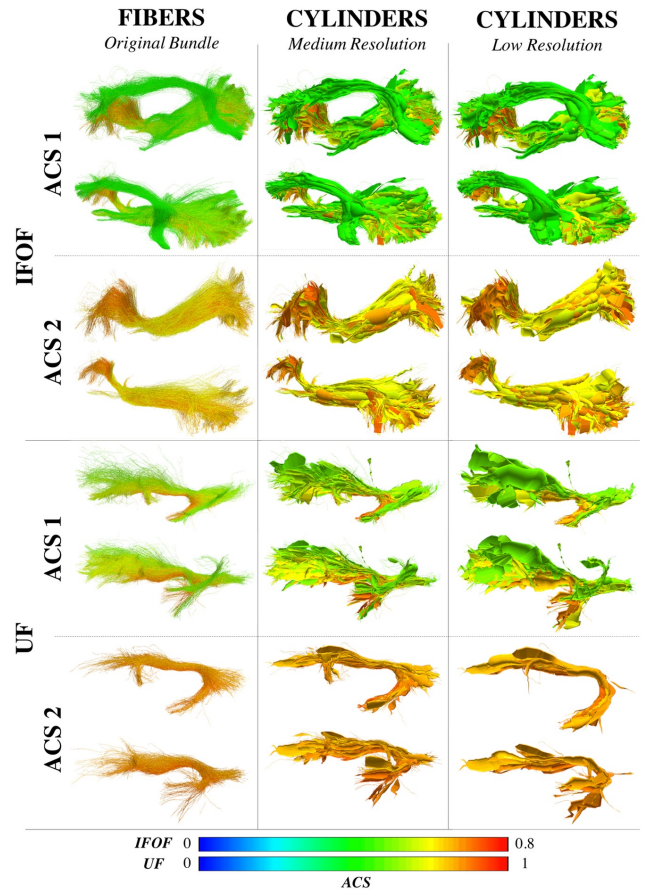 FIBERS
Original Bundle
CYLINDERS
Medium Resolution
CYLINDERS
Low Resolution
IFOF
ACS 1
ACS 2
UF
ACS 1
ACS 2
IFOF 0 0.8
UF 0 1
ACS